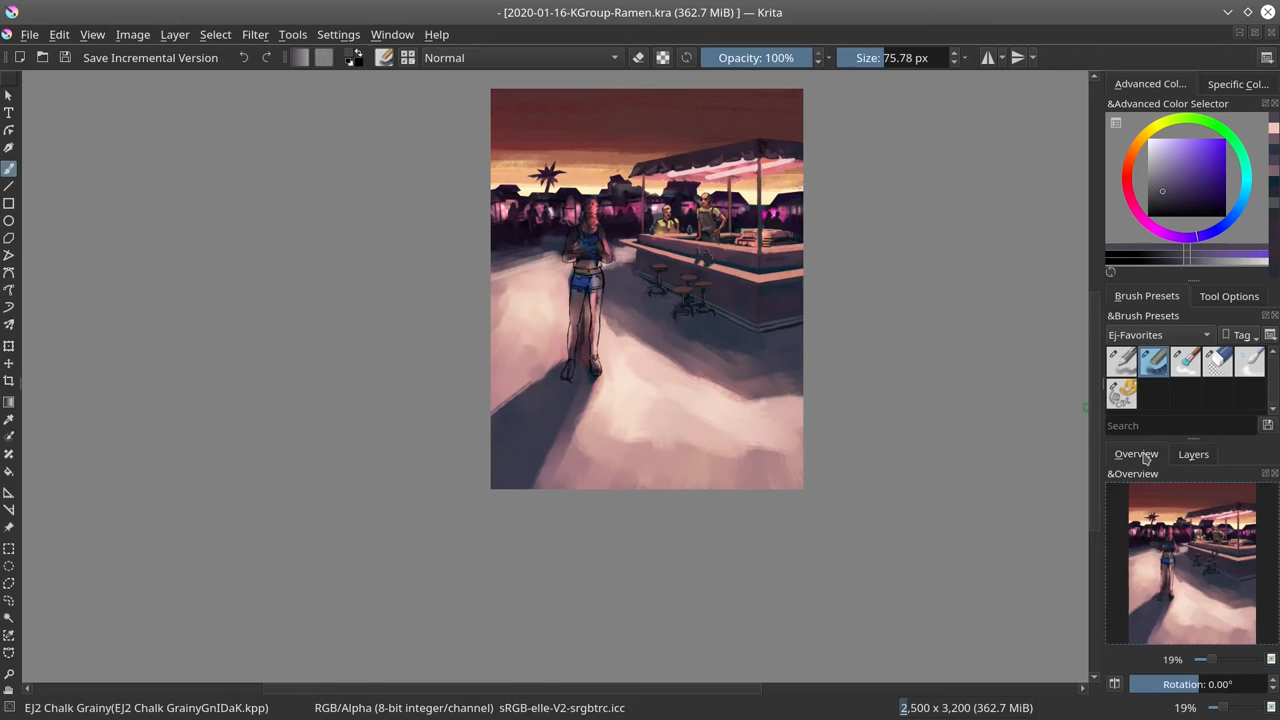 - [2020-01-16-KGroup-Ramen.kra (362.7 MiB) ] — Krita
File Edit View Image Layer Select Filter Tools Settings Window Help
Save Incremental Version Normal Opacity: 100% Size: 75.78 px
Advanced Col... Specific Col...
&Advanced Color Selector
Brush Presets Tool Options
&Brush Presets
Ej-Favorites Tag
Search
Overview Layers
&Overview
19%
Rotation: 0.00°
EJ2 Chalk Grainy(EJ2 Chalk GrainyGnIDaK.kpp) RGB/Alpha (8-bit integer/channel) sRGB-elle-V2-srgbtrc.icc 2,500 x 3,200 (362.7 MiB) 19%